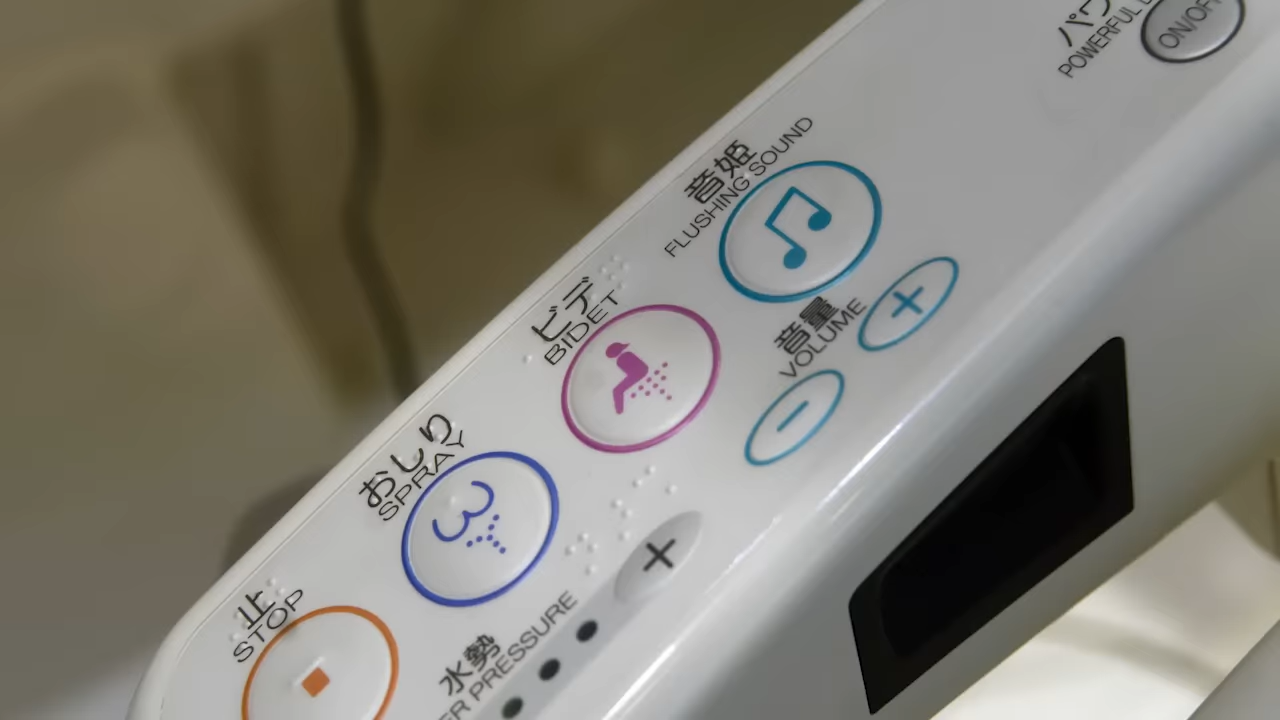 止
STOP
おしり
SPRAY
ビデ
BIDET
音姫
FLUSHING SOUND
水勢
PRESSURE
+
音量
VOLUME
+
−
POWERFUL
ON/OFF